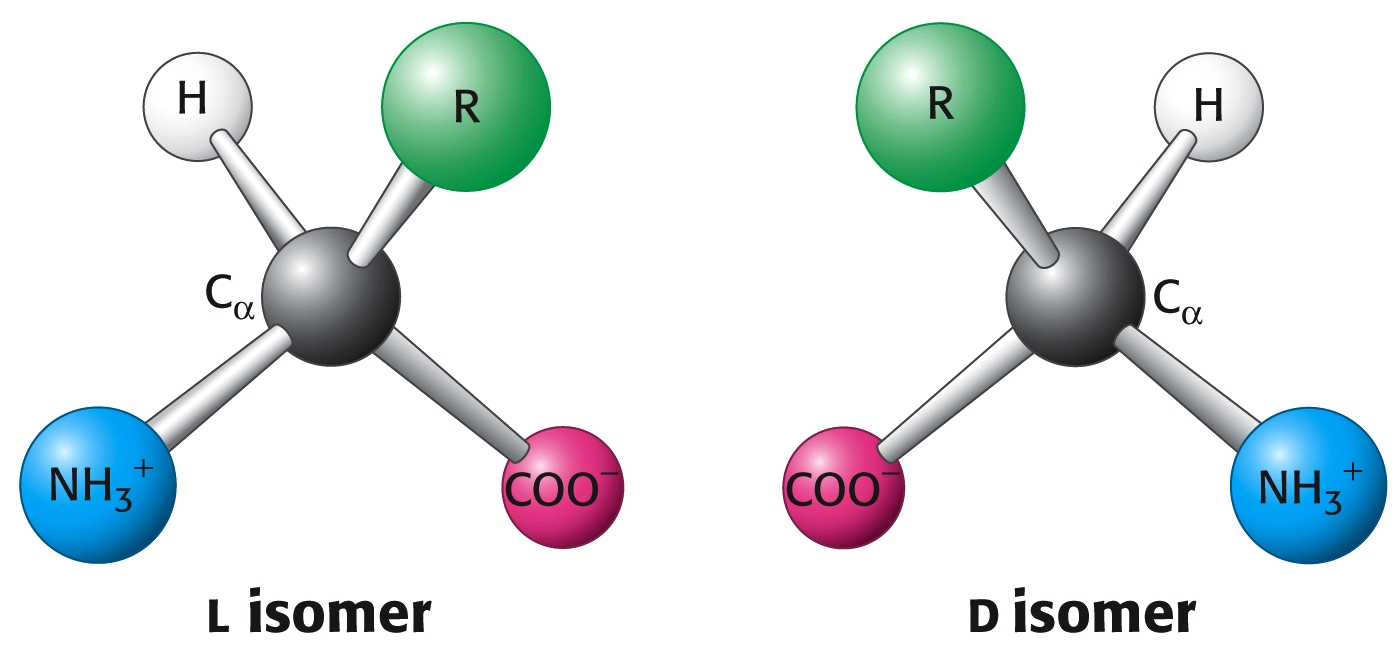 H
R
Cα
NH3+
COO−
L isomer
R
H
Cα
COO−
NH3+
D isomer